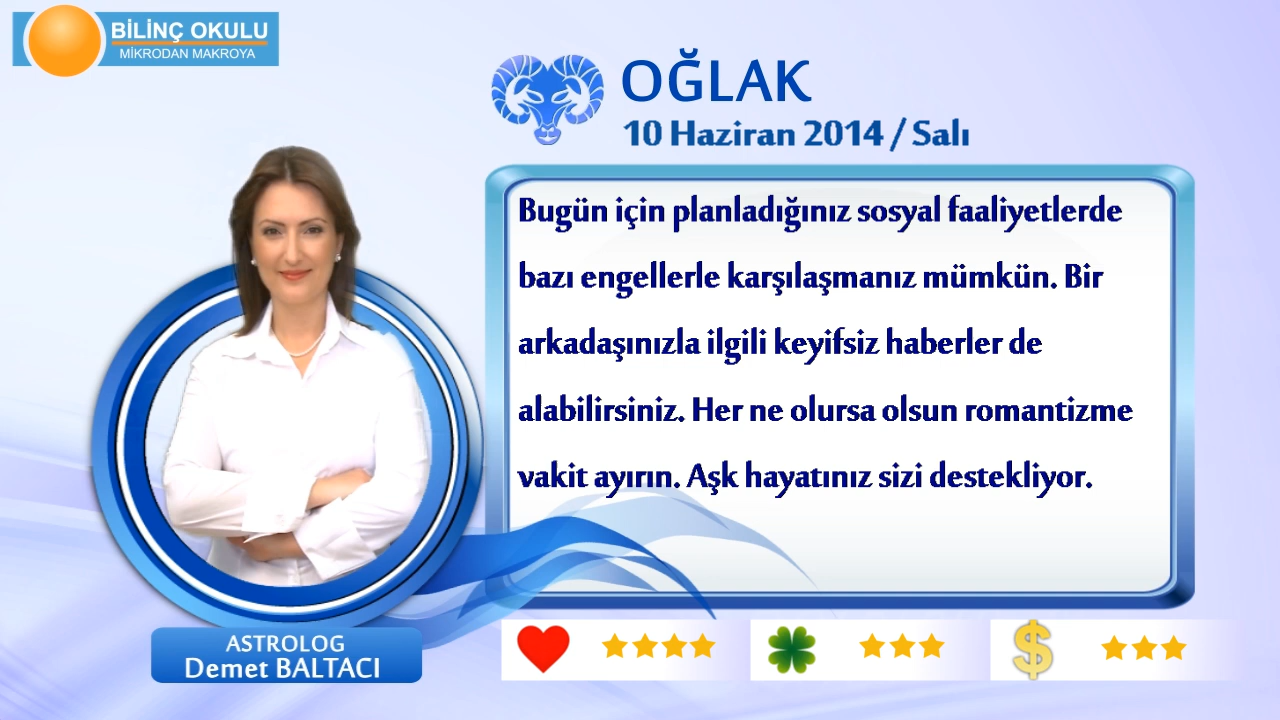 BİLİNÇ OKULU
MİKRODAN MAKROYA
OĞLAK
10 Haziran 2014 / Salı
Bugün için planladığınız sosyal faaliyetlerde
bazı engellerle karşılaşmanız mümkün. Bir
arkadaşınızla ilgili keyifsiz haberler de
alabilirsiniz. Her ne olursa olsun romantizme
vakit ayırın. Aşk hayatınız sizi destekliyor.
ASTROLOG
Demet BALTACI